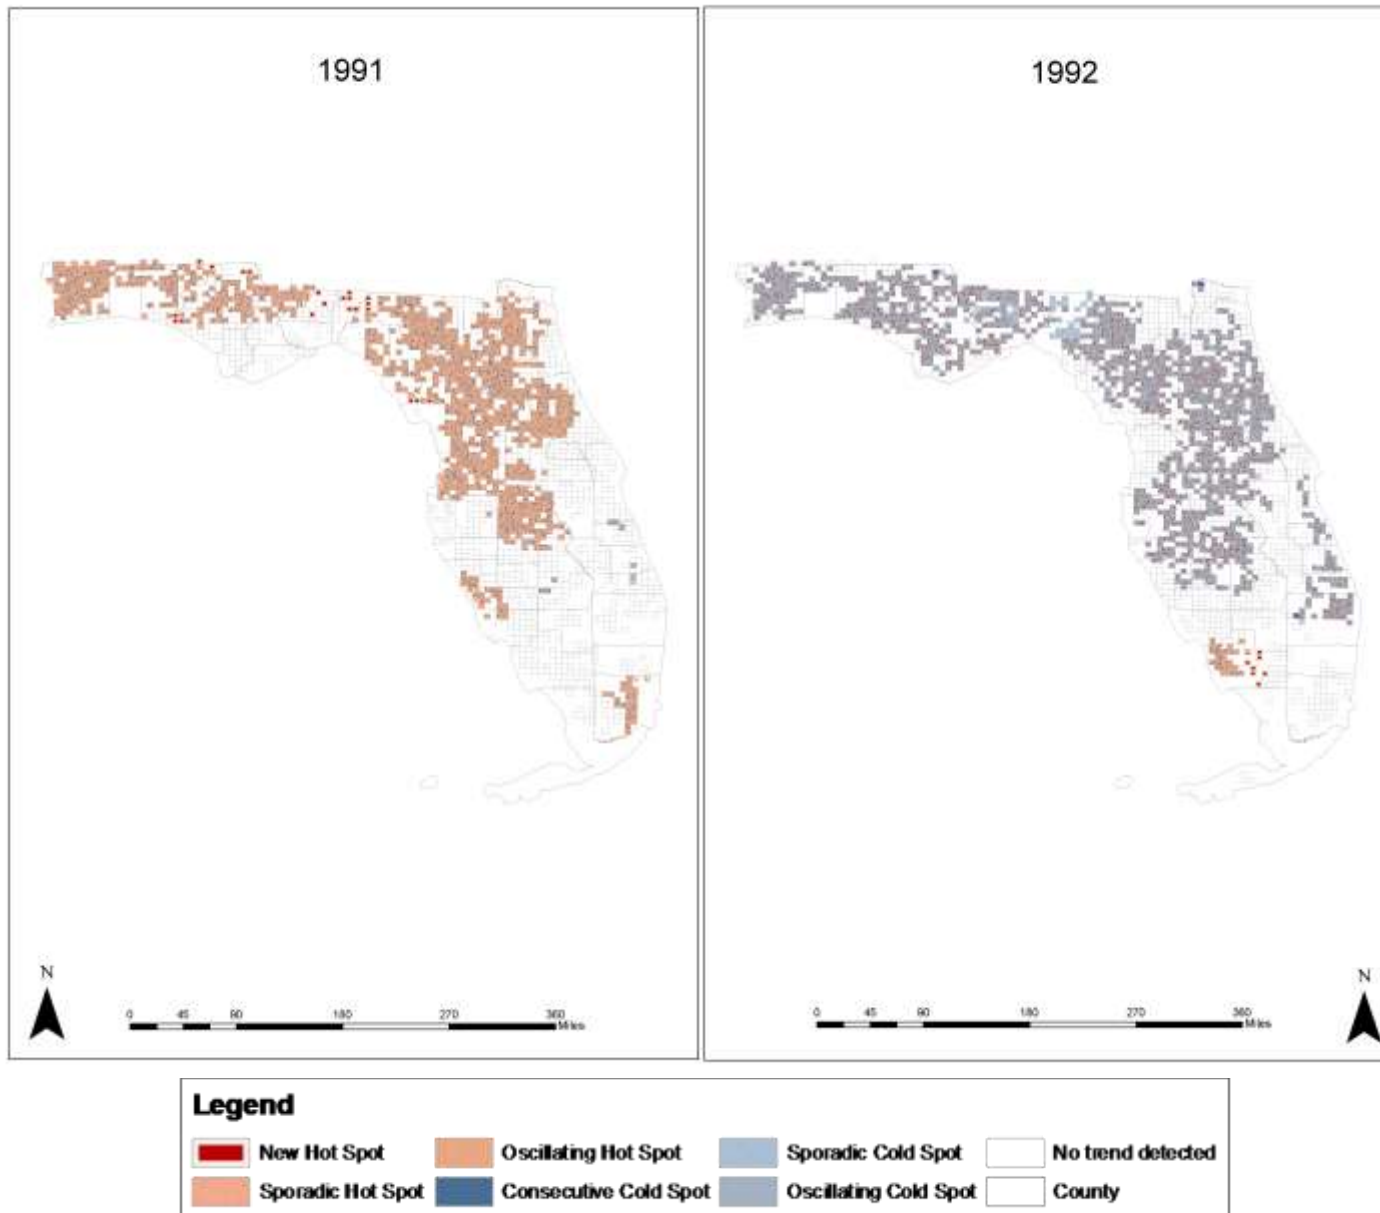 1991
1992
N
0 45 90 180 270 360
Miles
N
0 45 90 180 270 360
Miles
Legend
New Hot Spot
Oscillating Hot Spot
Sporadic Cold Spot
No trend detected
Sporadic Hot Spot
Consecutive Cold Spot
Oscillating Cold Spot
County